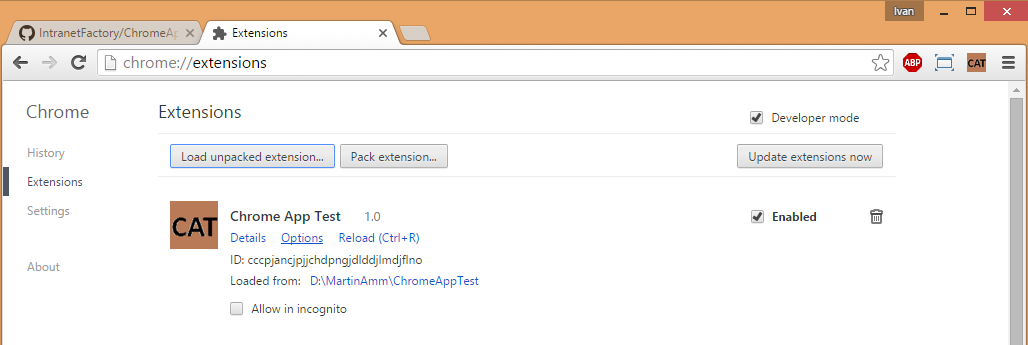 Ivan
IntranetFactory/ChromeAp
Extensions
chrome://extensions
ABP
CAT
Chrome
Extensions
Developer mode
History
Load unpacked extension...
Pack extension...
Update extensions now
Extensions
Settings
About
CAT
Chrome App Test 1.0
Enabled
Details Options Reload (Ctrl+R)
ID: cccpjancjpjjchdpngjdlddjlmdjflno
Loaded from: D:\MartinAmm\ChromeAppTest
Allow in incognito